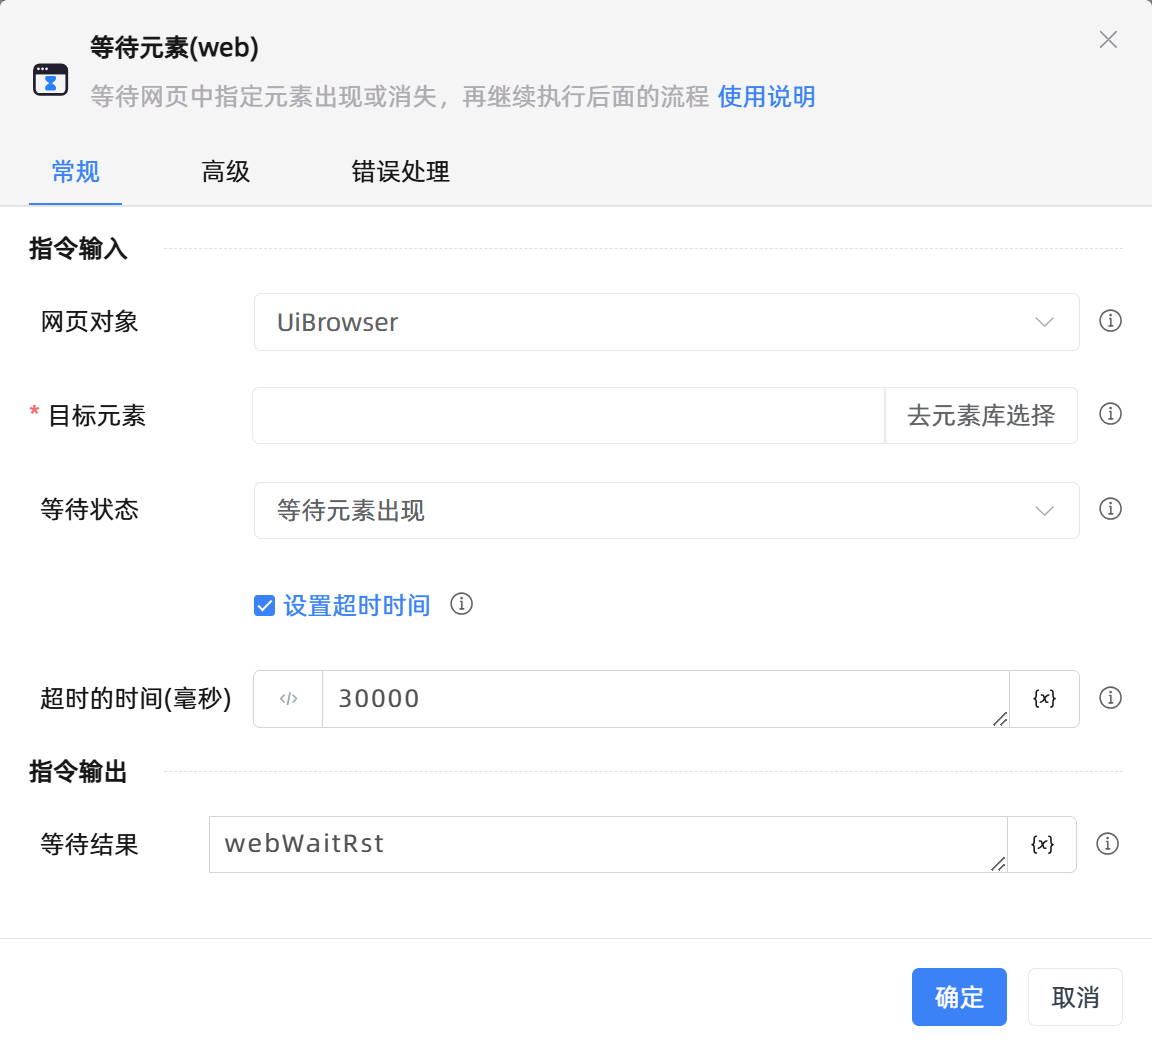 等待元素(web)
等待网页中指定元素出现或消失，再继续执行后面的流程 使用说明
常规 高级 错误处理
指令输入
网页对象 UiBrowser
* 目标元素 去元素库选择
等待状态 等待元素出现
设置超时时间
超时的时间(毫秒) </> 30000 {x}
指令输出
等待结果 webWaitRst {x}
确定 取消